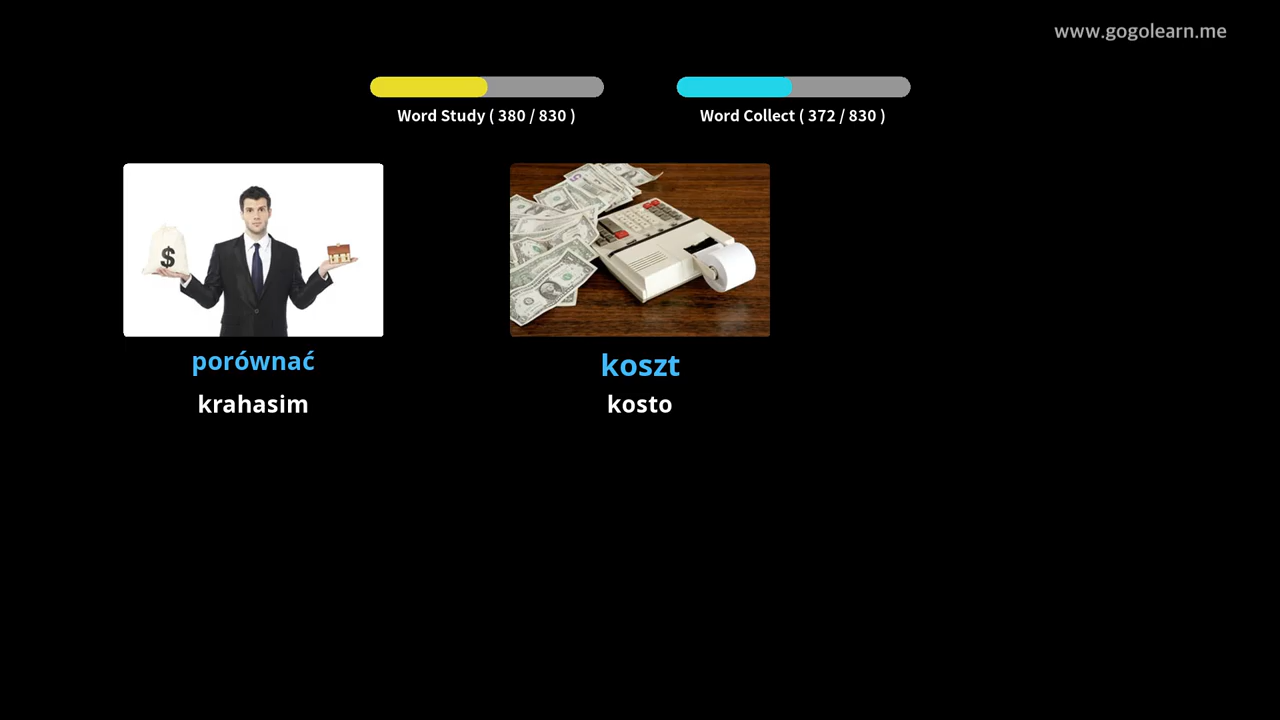 www.gogolearn.me
Word Study ( 380 / 830 )
Word Collect ( 372 / 830 )
$
porównać
krahasim
koszt
kosto